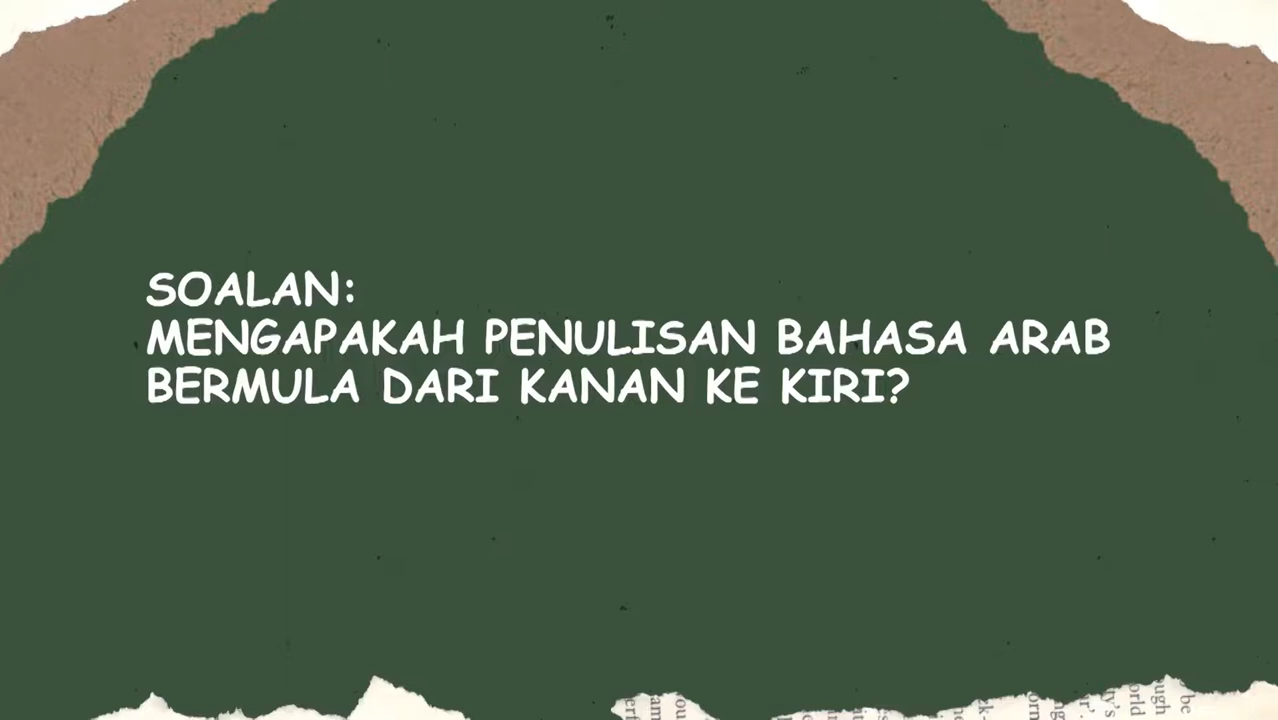 SOALAN:
MENGAPAKAH PENULISAN BAHASA ARAB
BERMULA DARI KANAN KE KIRI?